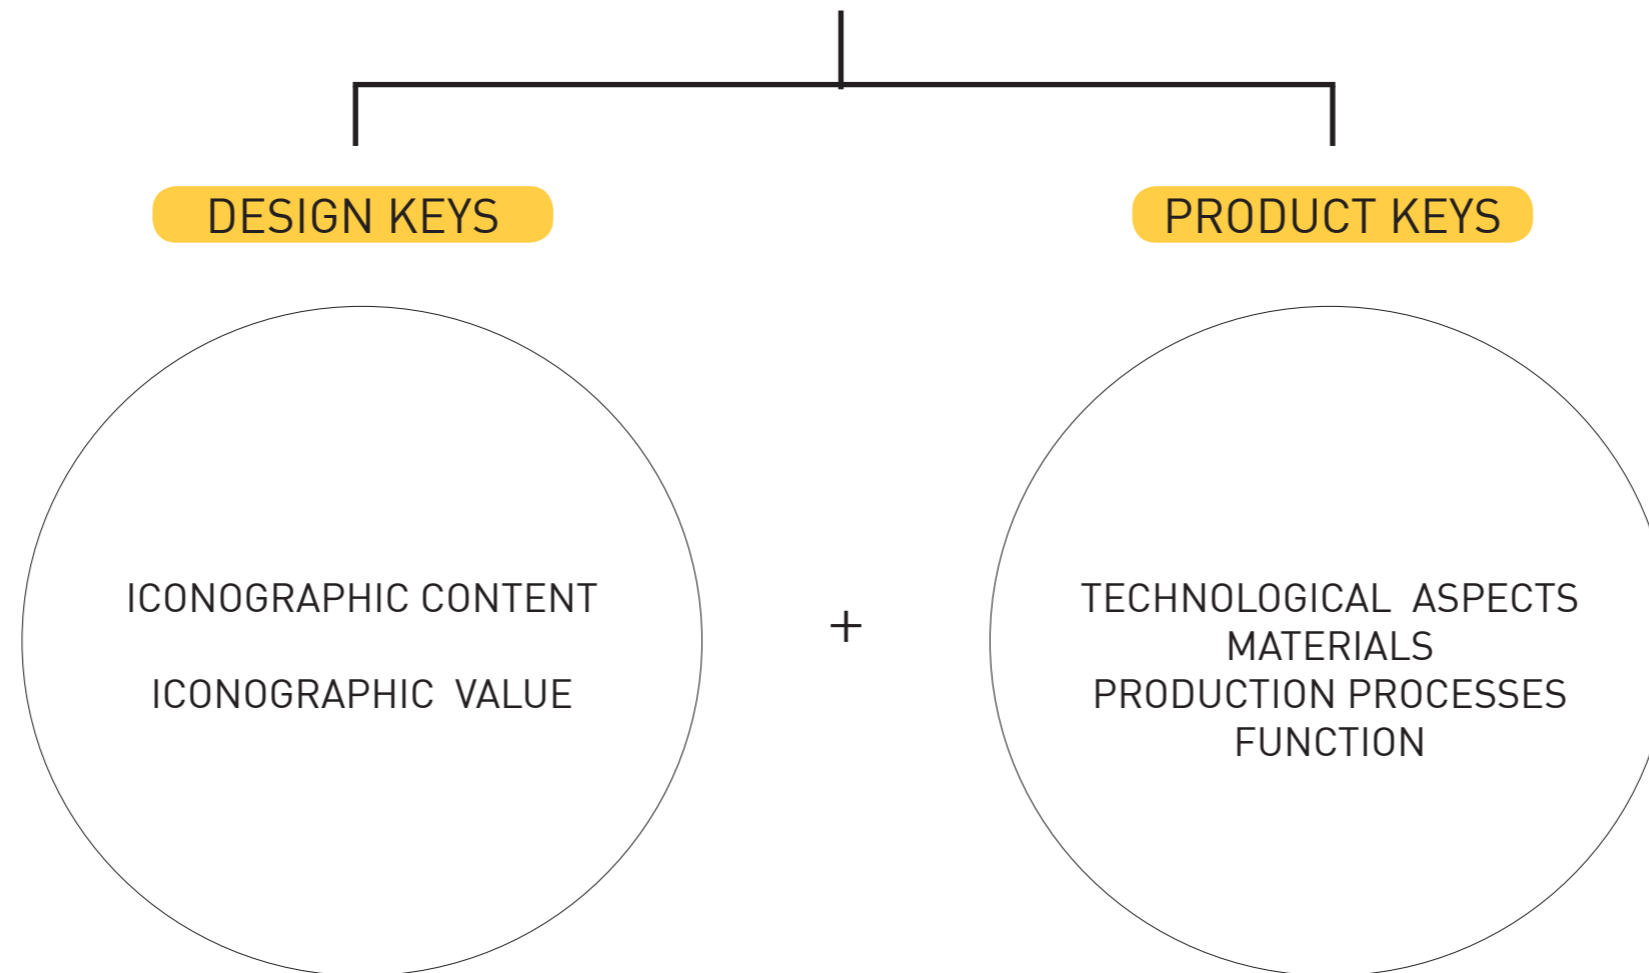 DESIGN KEYS
PRODUCT KEYS
ICONOGRAPHIC CONTENT
ICONOGRAPHIC VALUE
+
TECHNOLOGICAL ASPECTS
MATERIALS
PRODUCTION PROCESSES
FUNCTION